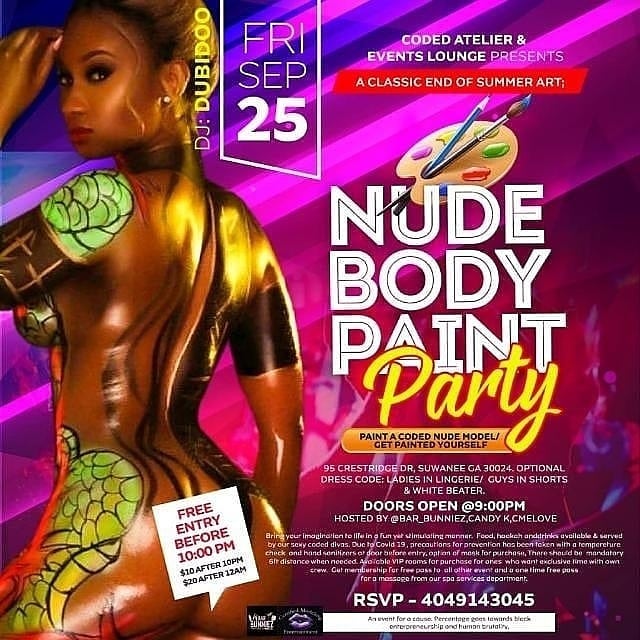 DJ: DUBIDOO
FRI
SEP
25
CODED ATELIER &
EVENTS LOUNGE PRESENTS
A CLASSIC END OF SUMMER ART;
NUDE
BODY
PAINT
Party
PAINT A CODED NUDE MODEL/
GET PAINTED YOURSELF
95 CRESTRIDGE DR, SUWANEE GA 30024. OPTIONAL
DRESS CODE: LADIES IN LINGERIE/ GUYS IN SHORTS
& WHITE BEATER.
DOORS OPEN @9:00PM
HOSTED BY @BAR_BUNNIEZ,CANDY K,CMELOVE
FREE
ENTRY
BEFORE
10:00 PM
$10 AFTER 10PM
$20 AFTER 12AM
Bring your imagination to life in a fun yet stimulating manner. Food, hookah anddrinks available & served
by our sexy coded divas. Due to Covid 19, precautions for prevention has been taken with a temperature
check and hand sanitizers at door before entry, option of mask for purchase, There should be mandatory
6ft distance when needed. Available VIP rooms for purchase for ones who want exclusive time with own
crew. Get membership for free pass to all other event and a one time free pass
for a massage from our spa services department.
RSVP - 4049143045
An event for a cause. Percentage goes towards black
enterpreneurship and human brutality.
BAR
BUNNIEZ
Entertainment